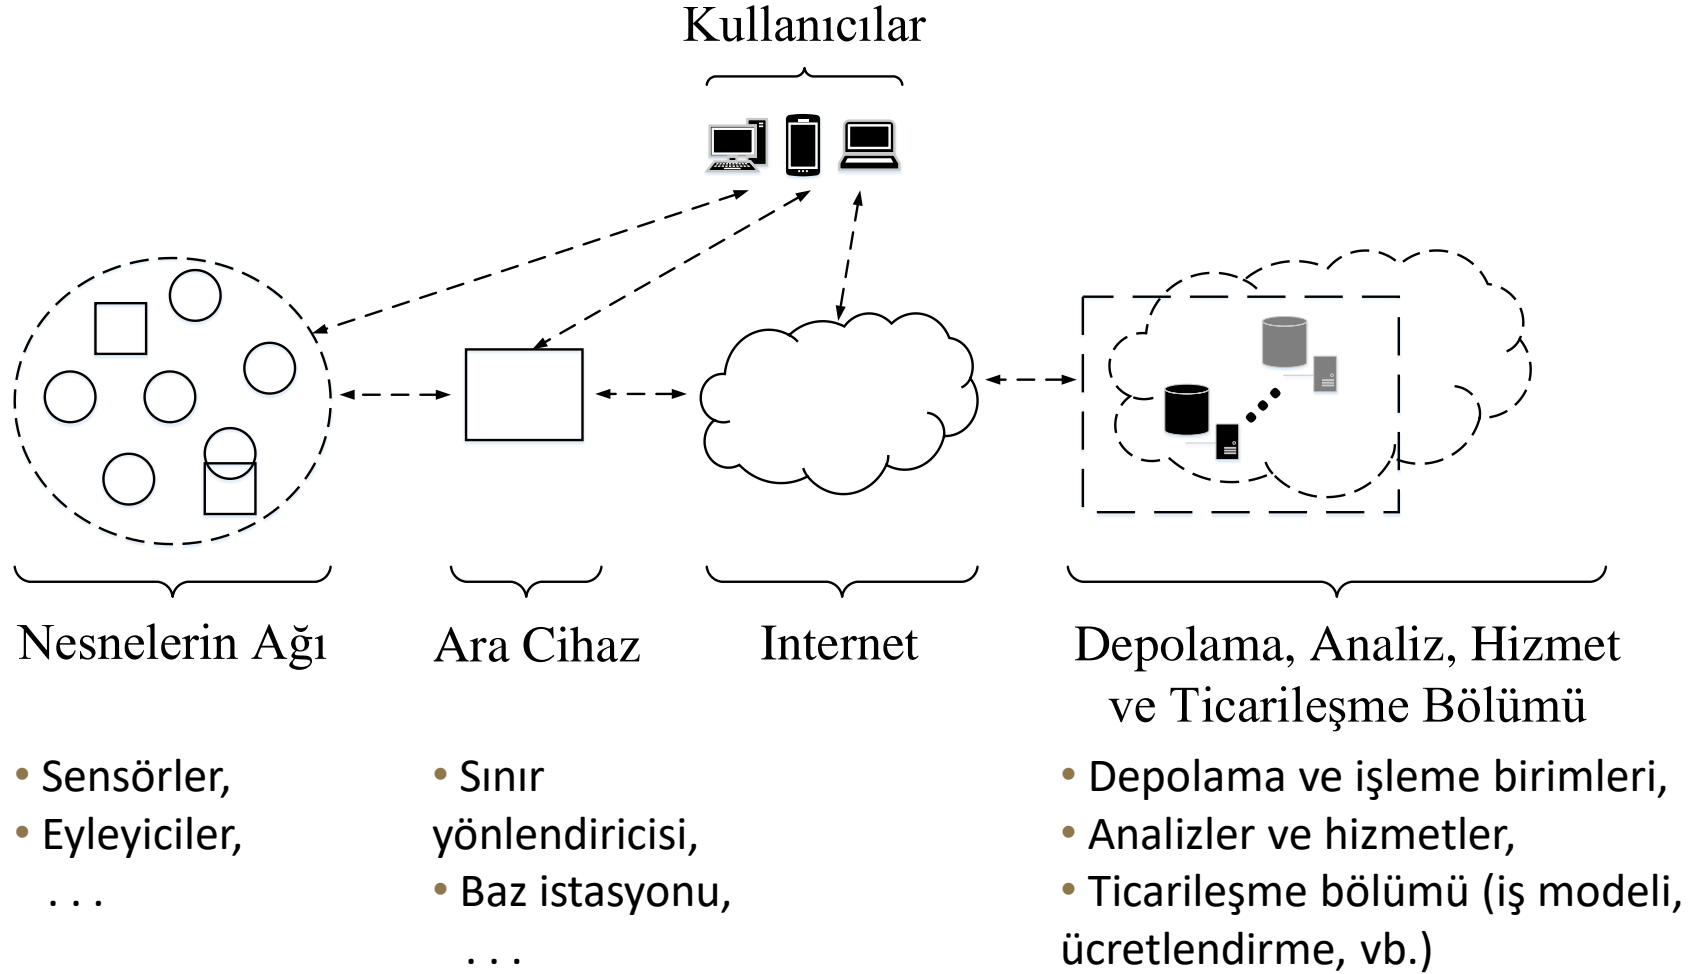 Kullanıcılar
Nesnelerin Ağı
Ara Cihaz
Internet
Depolama, Analiz, Hizmet
ve Ticarileşme Bölümü
• Sensörler,
• Eyleyiciler,
. . .
• Sınır
yönlendiricisi,
• Baz istasyonu,
. . .
• Depolama ve işleme birimleri,
• Analizler ve hizmetler,
• Ticarileşme bölümü (iş modeli,
ücretlendirme, vb.)